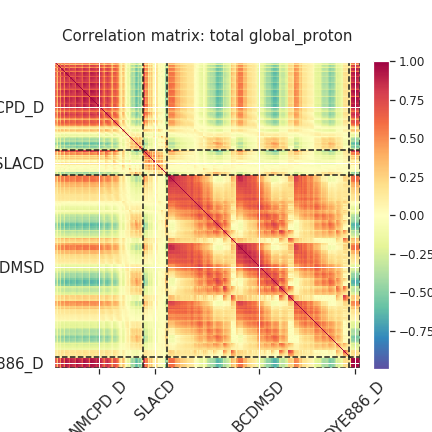 Correlation matrix: total global_proton
CPD_D
SLACD
DMSD
886_D
NMCPD_D
SLACD
BCDMSD
DYE886_D
1.00
0.75
0.50
0.25
0.00
−0.25
−0.50
−0.75